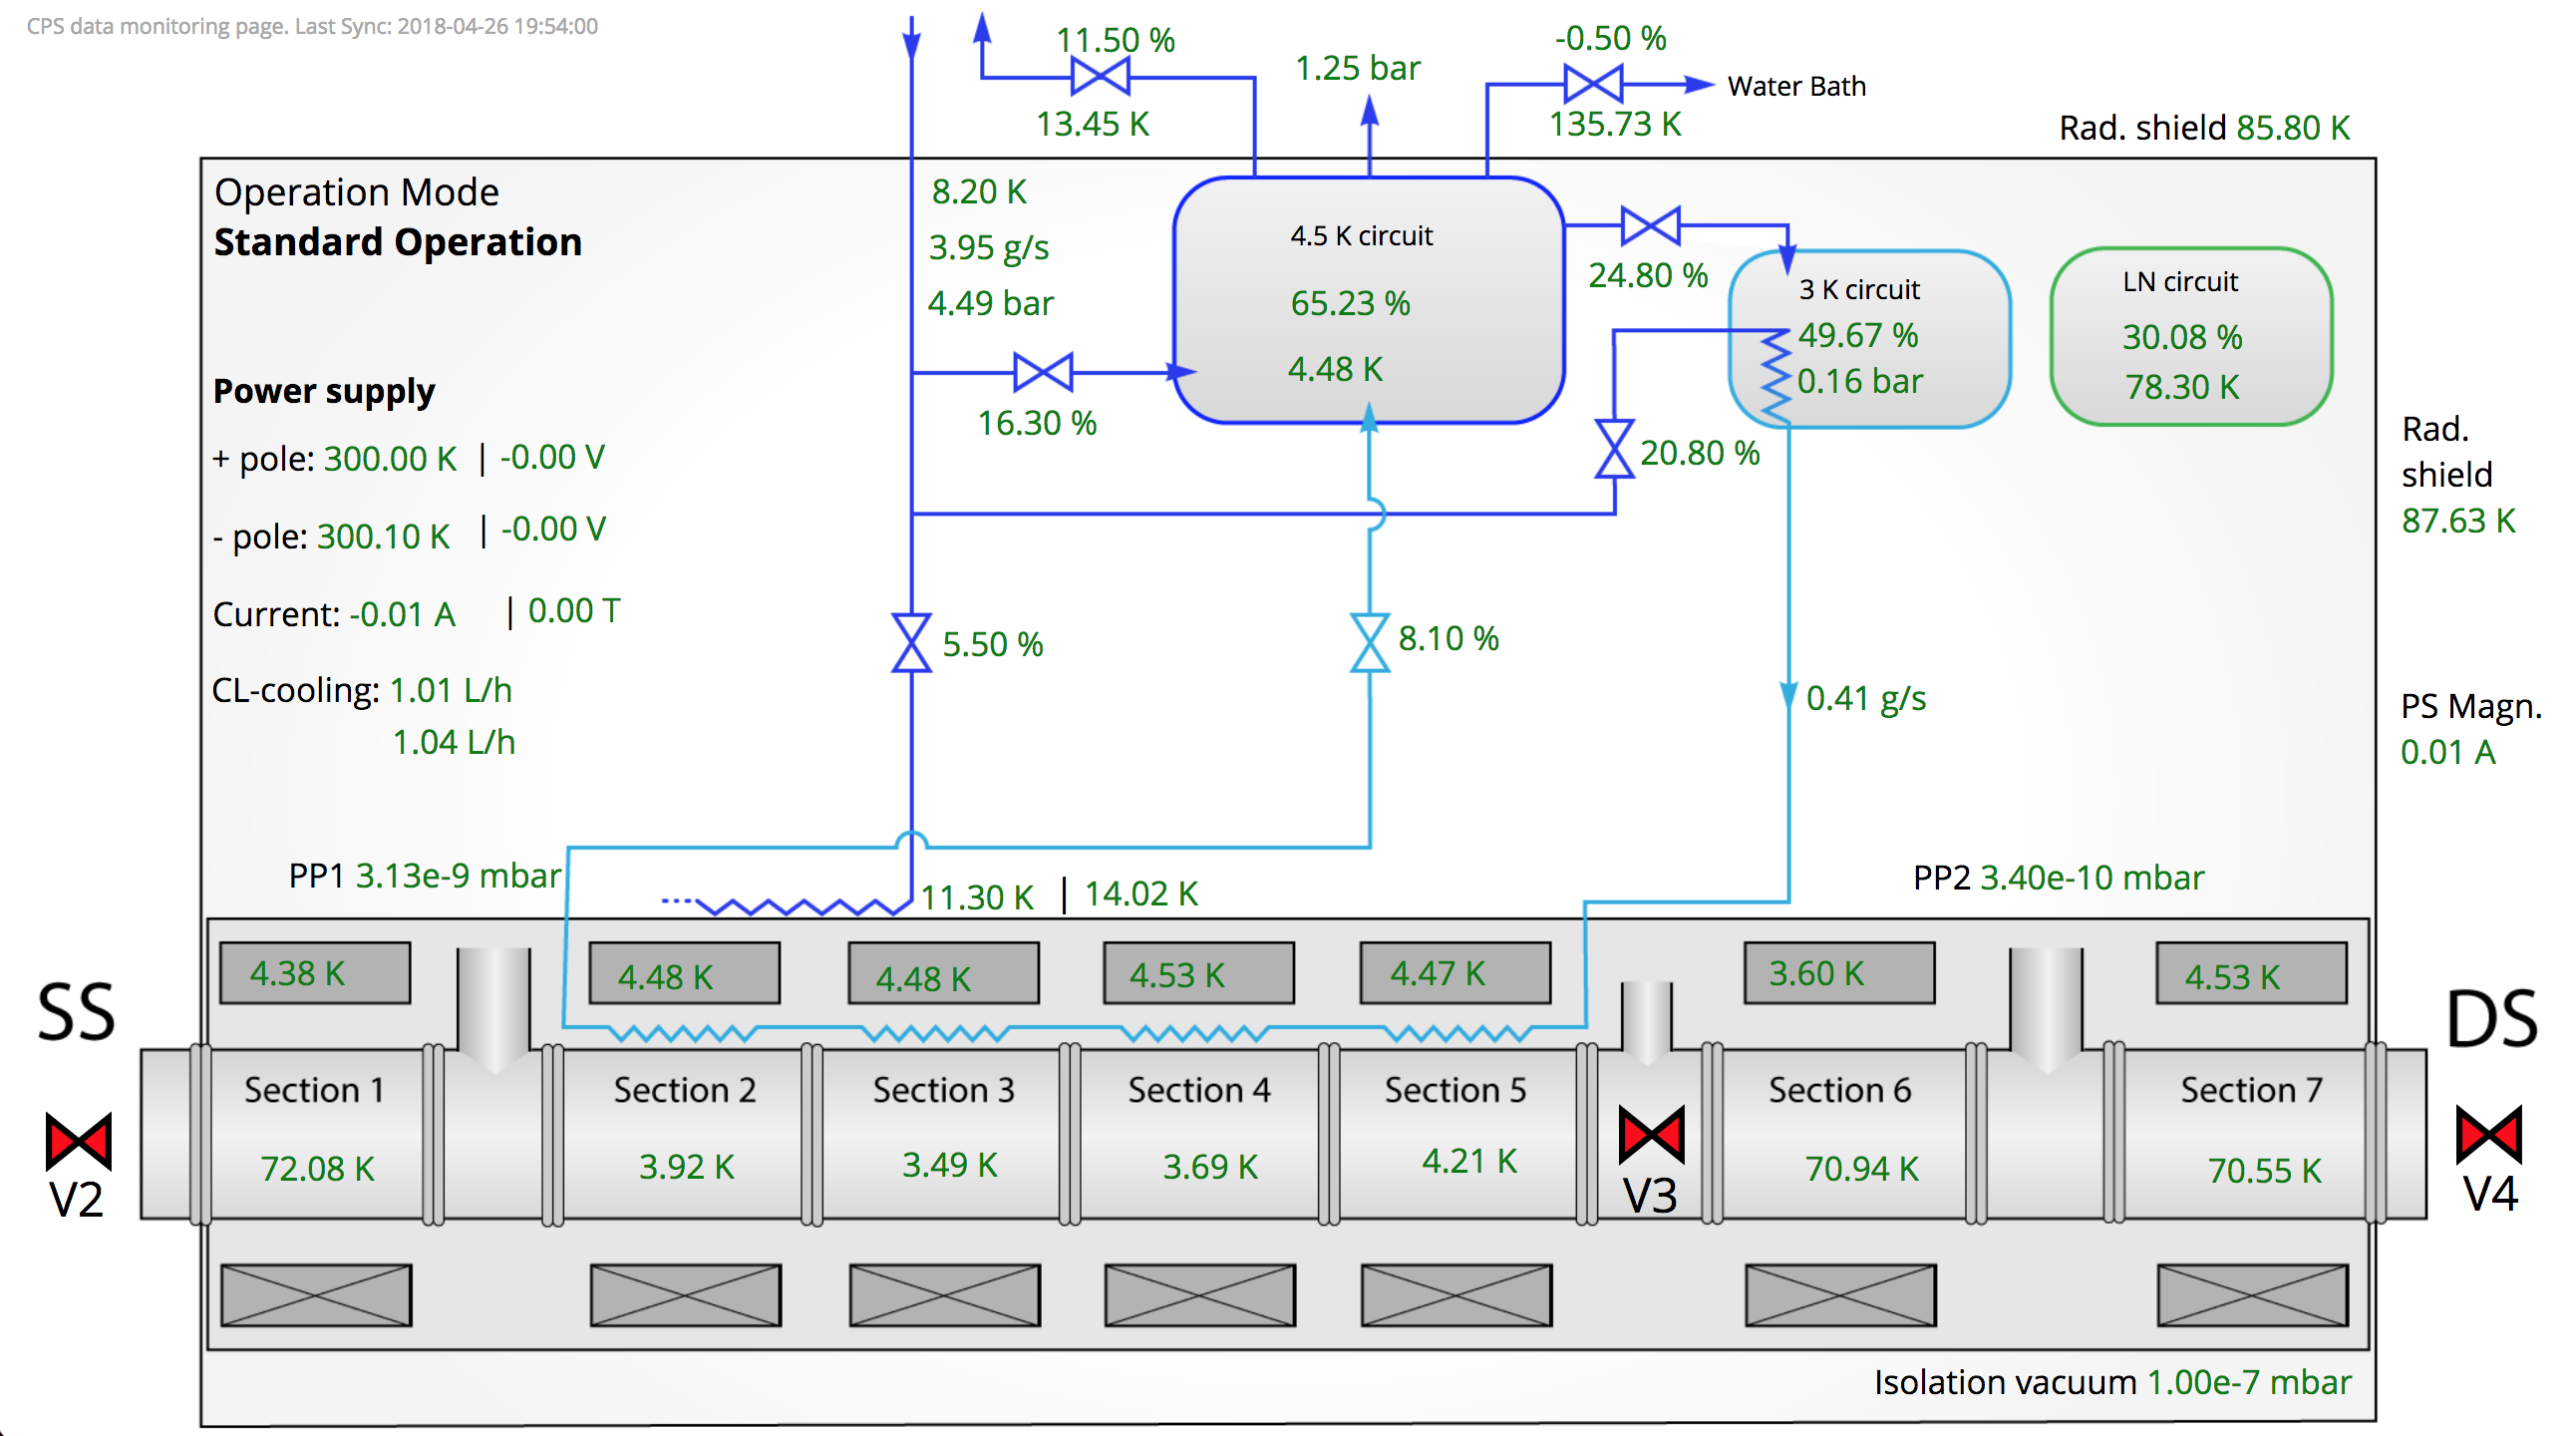 CPS data monitoring page. Last Sync: 2018-04-26 19:54:00
11.50 %
13.45 K
1.25 bar
-0.50 %
135.73 K
Water Bath
Rad. shield 85.80 K
Operation Mode
Standard Operation
8.20 K
3.95 g/s
4.49 bar
16.30 %
4.5 K circuit
65.23 %
4.48 K
24.80 %
3 K circuit
49.67 %
0.16 bar
LN circuit
30.08 %
78.30 K
20.80 %
Rad.
shield
87.63 K
Power supply
+ pole: 300.00 K | -0.00 V
- pole: 300.10 K | -0.00 V
Current: -0.01 A | 0.00 T
CL-cooling: 1.01 L/h
1.04 L/h
5.50 %
8.10 %
0.41 g/s
PS Magn.
0.01 A
PP1 3.13e-9 mbar
11.30 K | 14.02 K
PP2 3.40e-10 mbar
4.38 K
4.48 K
4.48 K
4.53 K
4.47 K
3.60 K
4.53 K
SS
DS
Section 1
72.08 K
Section 2
3.92 K
Section 3
3.49 K
Section 4
3.69 K
Section 5
4.21 K
Section 6
70.94 K
Section 7
70.55 K
V2
V3
V4
Isolation vacuum 1.00e-7 mbar